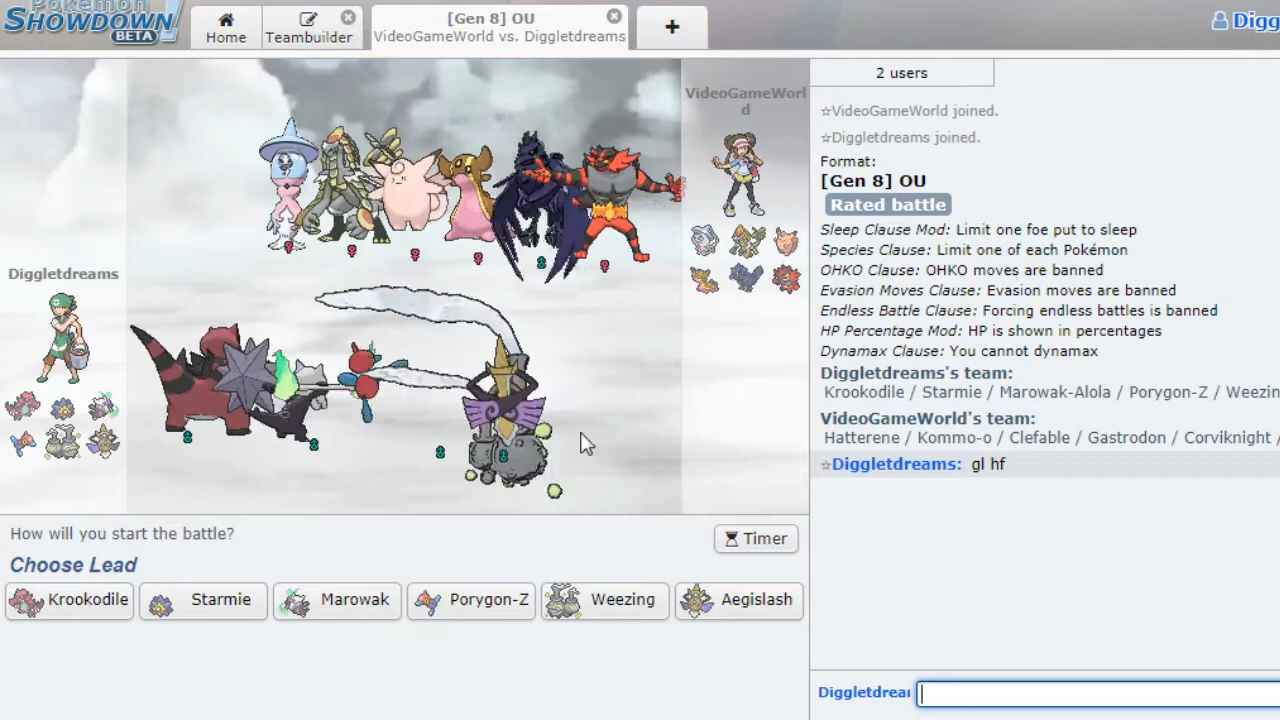 Pokémon
SHOWDOWN
BETA
Home
Teambuilder
[Gen 8] OU
VideoGameWorld vs. Diggletdreams
+
Digg
2 users
☆VideoGameWorld joined.
☆Diggletdreams joined.
Format:
[Gen 8] OU
Rated battle
Sleep Clause Mod: Limit one foe put to sleep
Species Clause: Limit one of each Pokémon
OHKO Clause: OHKO moves are banned
Evasion Moves Clause: Evasion moves are banned
Endless Battle Clause: Forcing endless battles is banned
HP Percentage Mod: HP is shown in percentages
Dynamax Clause: You cannot dynamax
Diggletdreams's team:
Krookodile / Starmie / Marowak-Alola / Porygon-Z / Weezin
VideoGameWorld's team:
Hatterene / Kommo-o / Clefable / Gastrodon / Corviknight /
☆Diggletdreams: gl hf
VideoGameWorl
d
Diggletdreams
How will you start the battle?
Timer
Choose Lead
Krookodile
Starmie
Marowak
Porygon-Z
Weezing
Aegislash
Diggletdrear